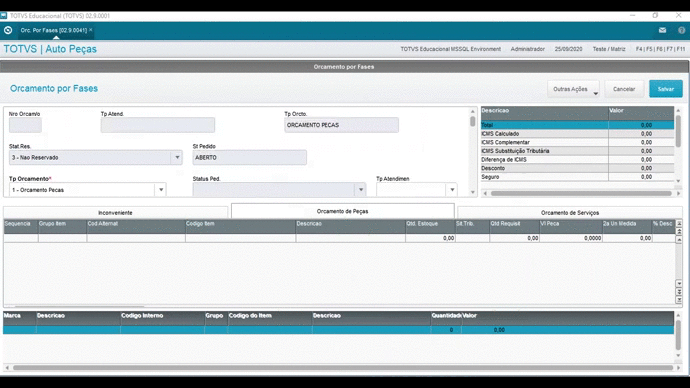 TOTVS Educacional (TOTVS) 02.9.0001
Orc. Por Fases [02.9.0041] ×
TOTVS | Auto Peças
TOTVS Educacional MSSQL Environment Administrador 25/09/2020 Teste / Matriz F4 | F5 | F6 | F7 | F11
Orcamento por Fases
Orcamento por Fases
Outras Ações
Cancelar
Salvar
Nro Orcam/o
Tp Atend.
Tp Orcto.
ORCAMENTO PECAS
Stat.Res.
St Pedido
3 - Nao Reservado
ABERTO
Tp Orcamento*
Status Ped.
Tp Atendimen
1 - Orcamento Pecas
Descricao Valor
Total 0,00
ICMS Calculado 0,00
ICMS Complementar 0,00
ICMS Substituição Tributária 0,00
Diferença de ICMS 0,00
Desconto 0,00
Seguro 0,00
Inconveniente
Orcamento de Peças
Orcamento de Serviços
Sequencia Grupo Item Cod Alternat Codigo Item Descricao Qtd. Estoque Sit Trib. Qtd Requisit Vl Peca 2a Un Medida % Desc
0,00 0,00 0,0000 0,00
Marca Descricao Codigo Interno Grupo Codigo do Item Descricao Quantidade Valor
0 0,00